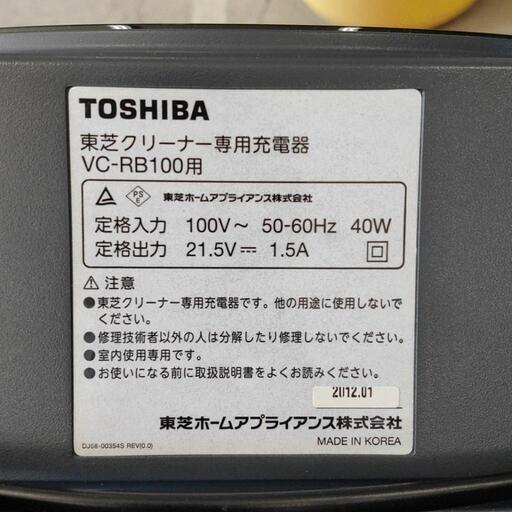 TOSHIBA
東芝クリーナー専用充電器
VC-RB100用
PS
E
東芝ホームアプライアンス株式会社
定格入力 100V～ 50-60Hz 40W
定格出力 21.5V⎓ 1.5A
⚠ 注意
●東芝クリーナー専用充電器です。他の用途に使用しないで
ください。
●修理技術者以外の人は分解したり修理しないでください。
●室内使用専用です。
●お使いになる前に取扱説明書をよくお読みください。
2012.01
東芝ホームアプライアンス株式会社
DJ68-00354S REV(0.0)
MADE IN KOREA